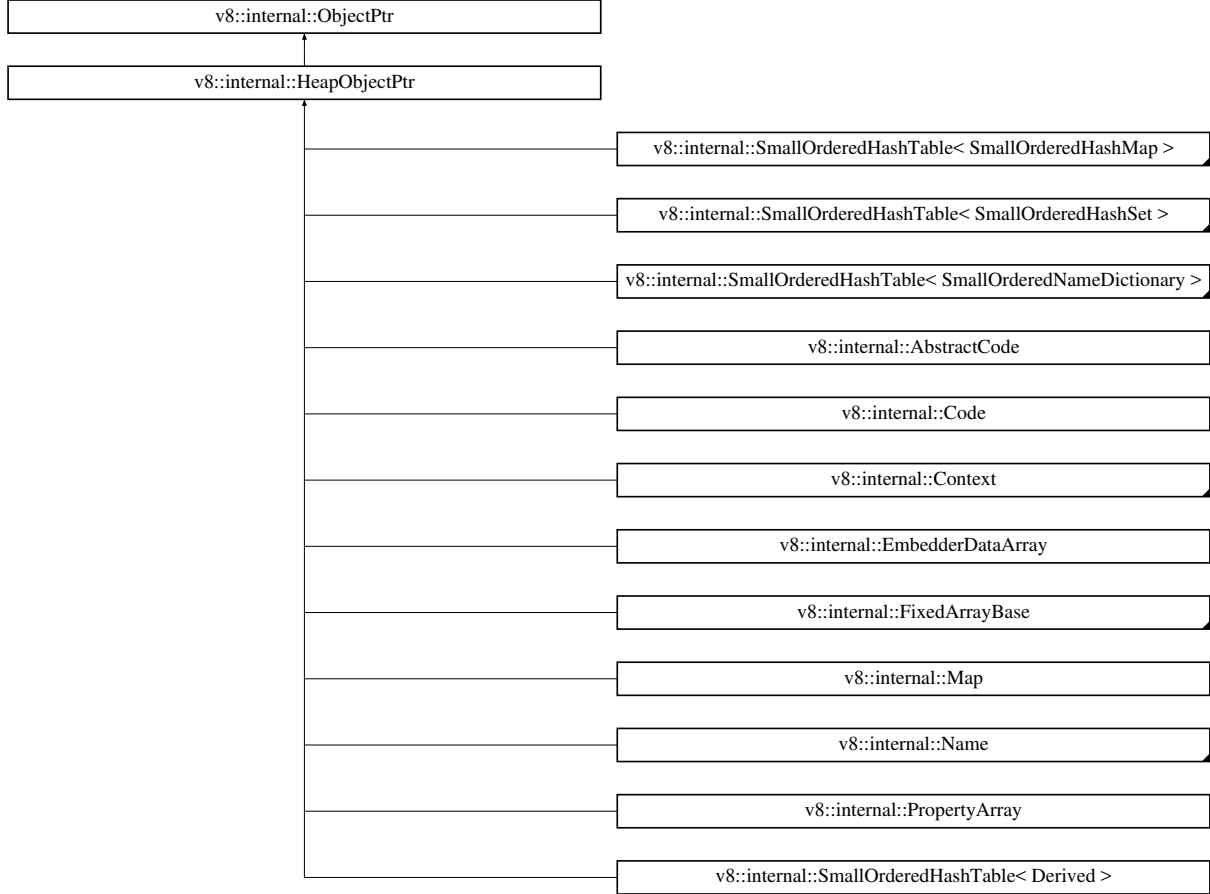 v8::internal::ObjectPtr
v8::internal::HeapObjectPtr
v8::internal::SmallOrderedHashTable< SmallOrderedHashMap >
v8::internal::SmallOrderedHashTable< SmallOrderedHashSet >
v8::internal::SmallOrderedHashTable< SmallOrderedNameDictionary >
v8::internal::AbstractCode
v8::internal::Code
v8::internal::Context
v8::internal::EmbedderDataArray
v8::internal::FixedArrayBase
v8::internal::Map
v8::internal::Name
v8::internal::PropertyArray
v8::internal::SmallOrderedHashTable< Derived >